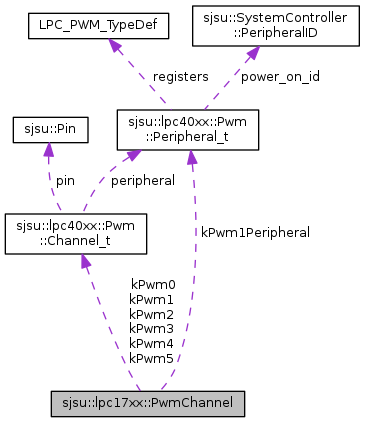 LPC_PWM_TypeDef
sjsu::SystemController
::PeripheralID
registers
power_on_id
sjsu::Pin
sjsu::lpc40xx::Pwm
::Peripheral_t
pin
peripheral
sjsu::lpc40xx::Pwm
::Channel_t
kPwm1Peripheral
kPwm0
kPwm1
kPwm2
kPwm3
kPwm4
kPwm5
sjsu::lpc17xx::PwmChannel